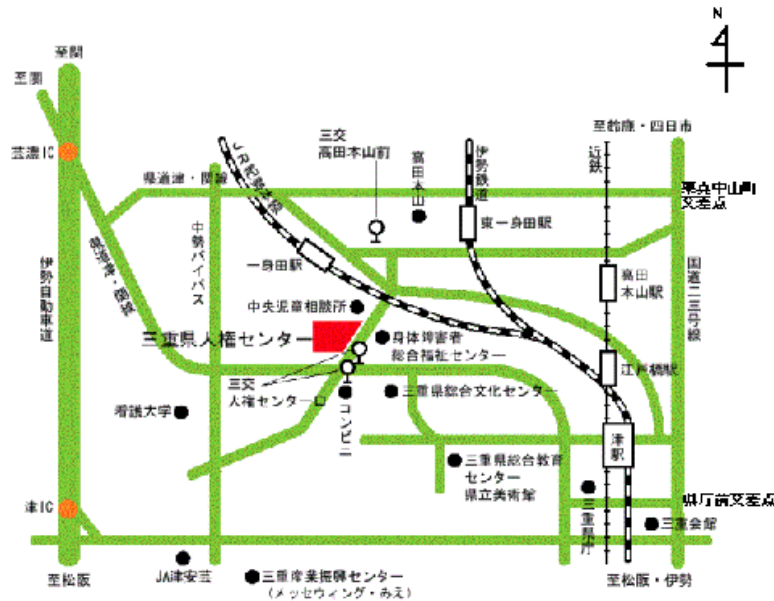 N
至関
至関
芸濃IC
三交
高田本山前
高田本山
伊勢鉄道
近鉄
至鈴鹿・四日市
県道津・関線
JR紀勢本線
東一身田駅
交差点
伊勢自動車道
県道津・関線
中勢バイパス
一身田駅
高田
本山駅
国道二三号線
中央児童相談所
三重県人権センター
身体障害者
総合福祉センター
江戸橋駅
三交
人権センター口
コンビニ
三重県総合文化センター
看護大学
津駅
三重県総合教育
センター
県立美術館
津IC
三重県庁
県庁前交差点
三重会館
至松阪
JA津安芸
三重産業振興センター
(メッセウィング・みえ)
至松阪・伊勢